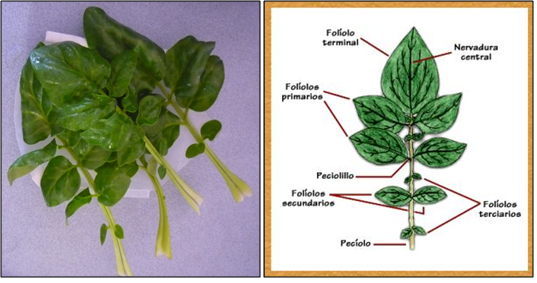 Folíolo
terminal
Nervadura
central
Folíolos
primarios
Peciolillo
Folíolos
secundarios
Folíolos
terciarios
Pecíolo